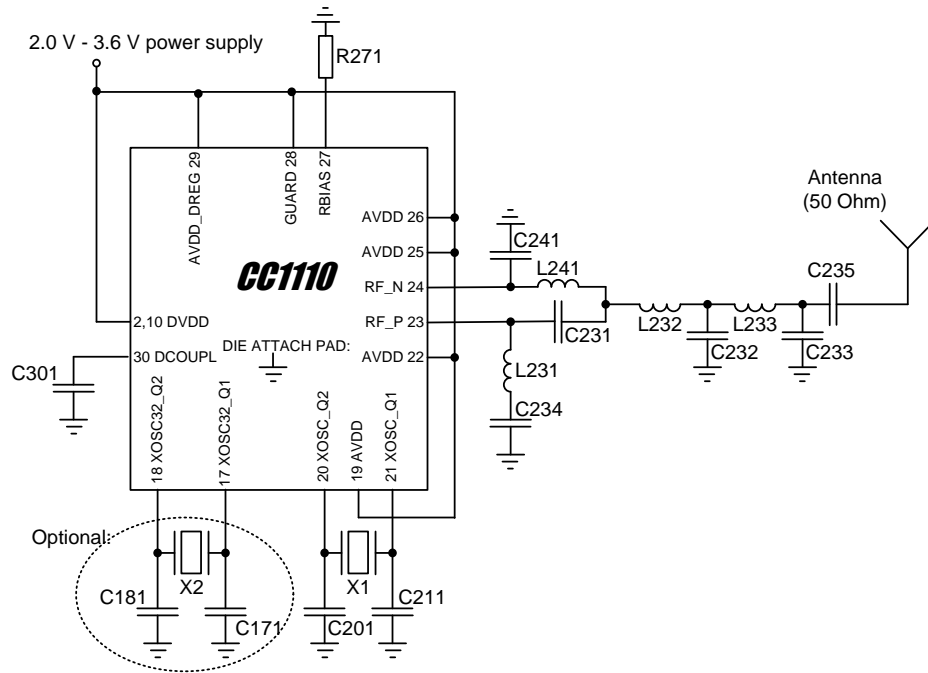 2.0 V - 3.6 V power supply
R271
AVDD_DREG 29
GUARD 28
RBIAS 27
AVDD 26
AVDD 25
RF_N 24
RF_P 23
AVDD 22
CC1110
2,10 DVDD
30 DCOUPL
DIE ATTACH PAD:
18 XOSC32_Q2
17 XOSC32_Q1
20 XOSC_Q2
19 AVDD
21 XOSC_Q1
C301
C241
L241
C231
L231
C234
L232
C232
L233
C233
C235
Antenna
(50 Ohm)
Optional:
X2
C181
C171
X1
C201
C211